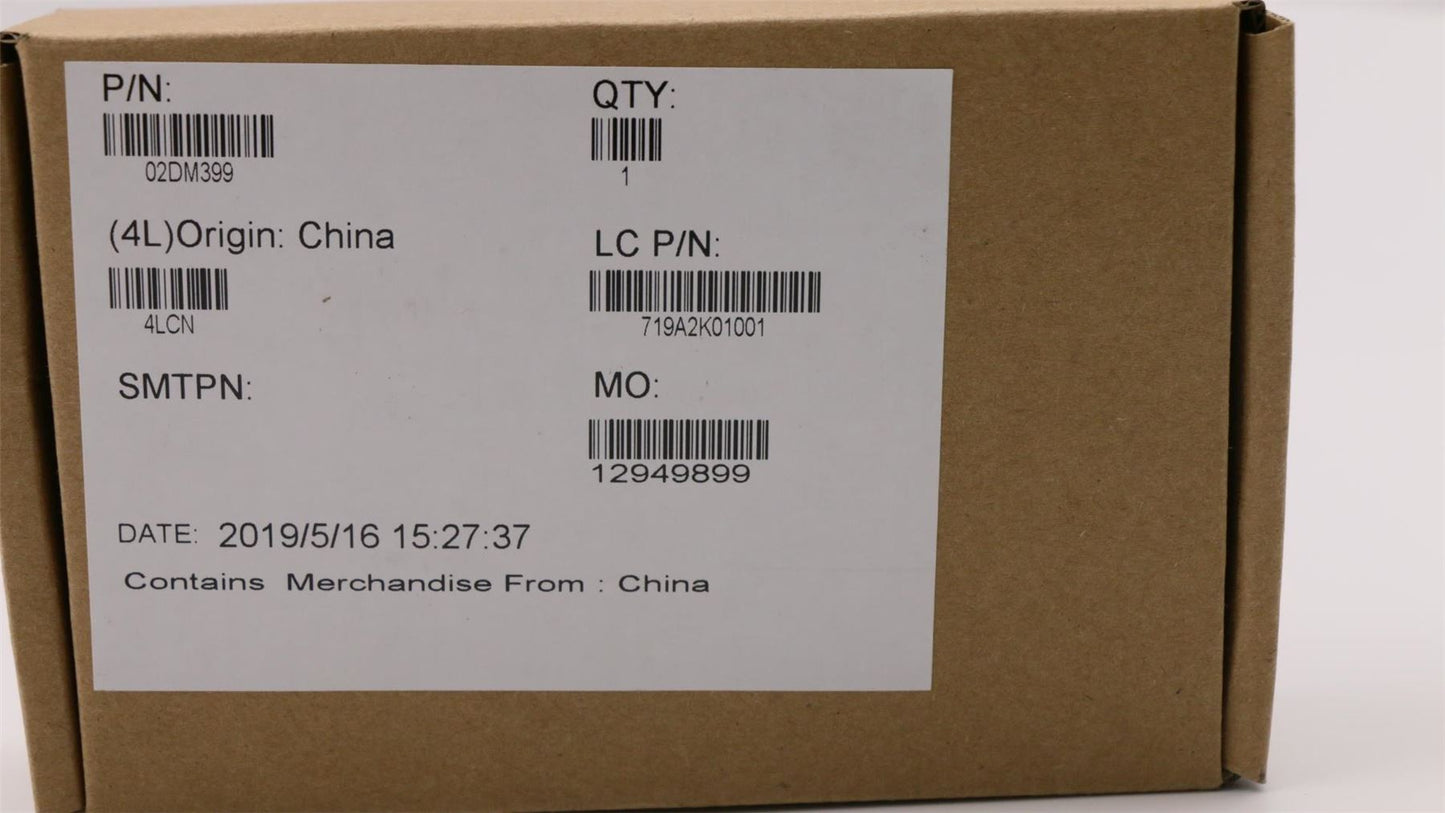 P/N:
02DM399
QTY:
1
(4L)Origin: China
4LCN
LC P/N:
719A2K01001
SMTPN:
MO:
12949899
DATE: 2019/5/16 15:27:37
Contains Merchandise From : China